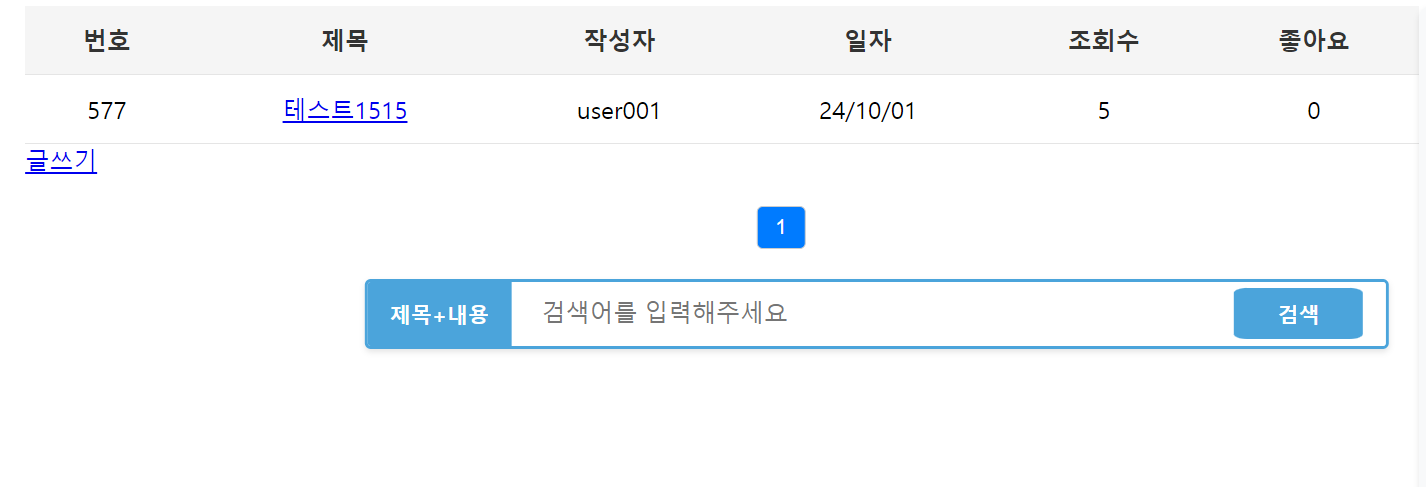 번호 제목 작성자 일자 조회수 좋아요
577 테스트1515 user001 24/10/01 5 0
글쓰기
1
제목+내용 검색어를 입력해주세요 검색